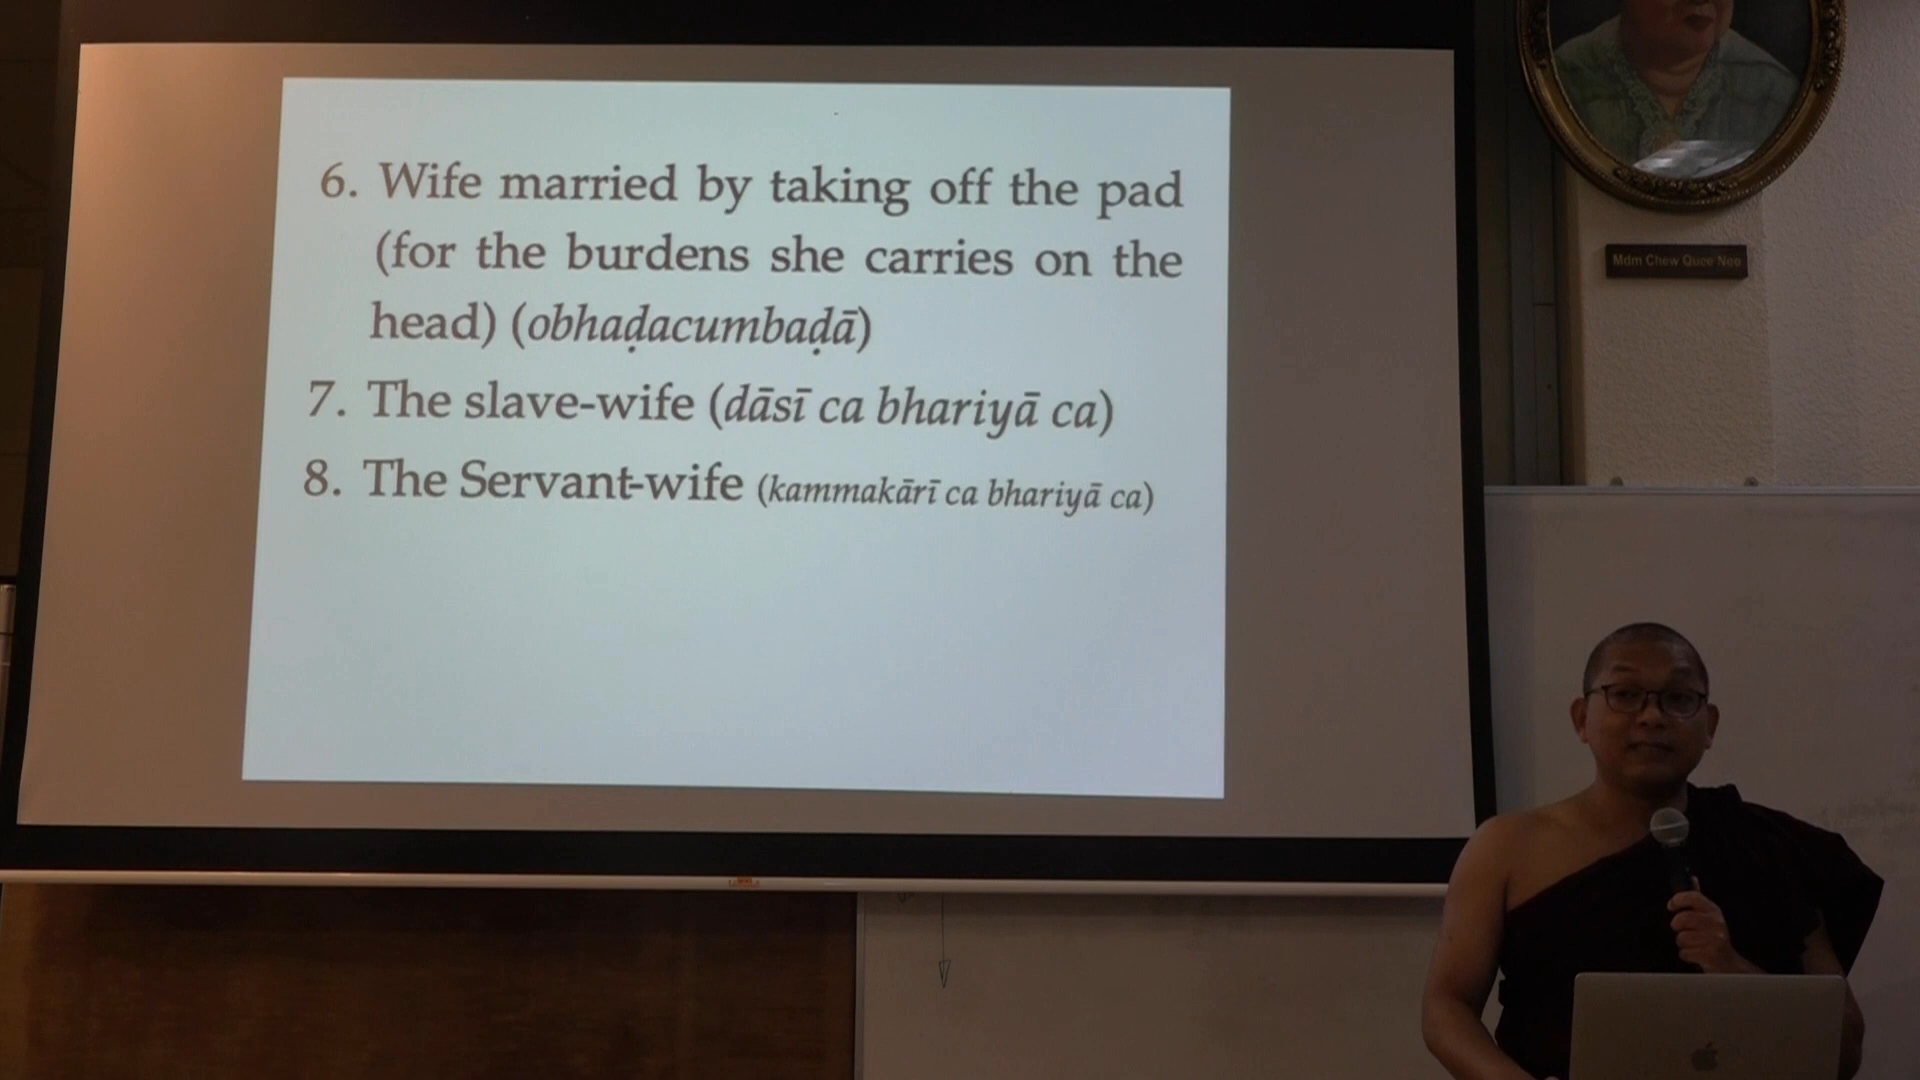 6. Wife married by taking off the pad
(for the burdens she carries on the
head) (obhaḍacumbaḍā)
7. The slave-wife (dāsī ca bhariyā ca)
8. The Servant-wife (kammakārī ca bhariyā ca)
Mdm Chew Quee Neo